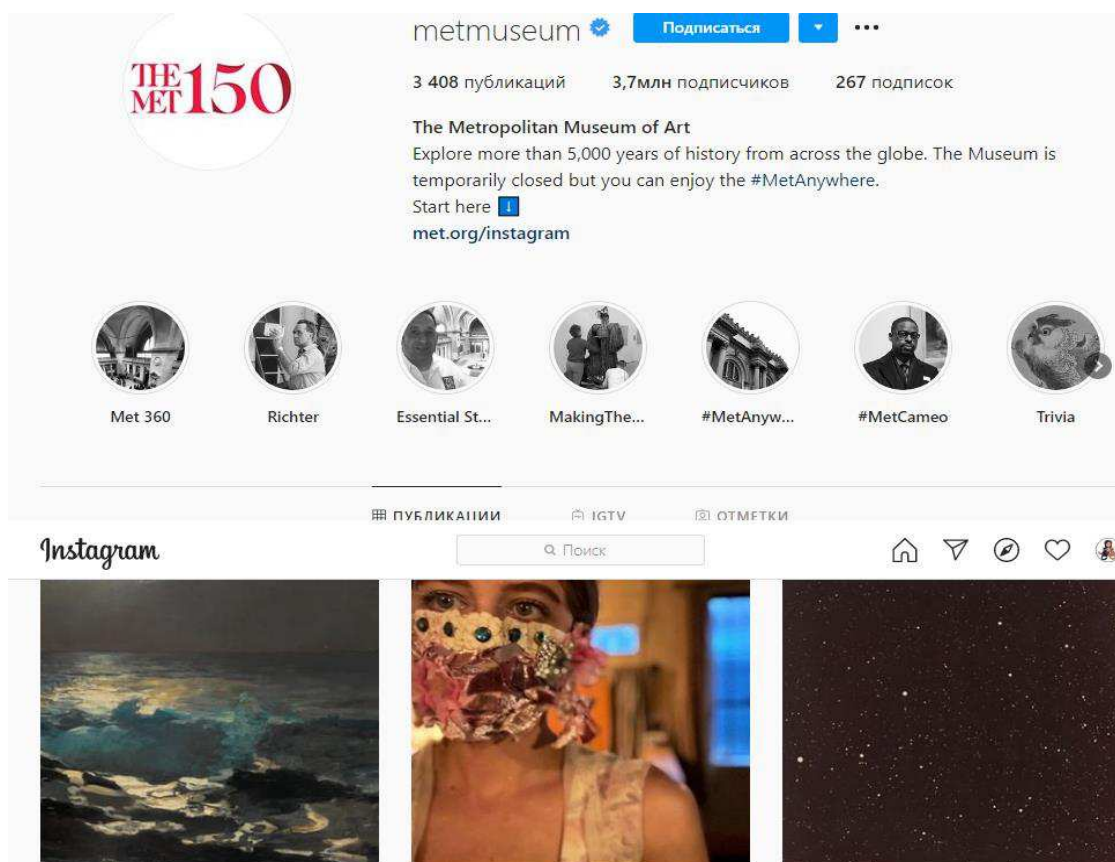 metmuseum
Подписаться
THE MET 150
3 408 публикаций 3,7млн подписчиков 267 подписок
The Metropolitan Museum of Art
Explore more than 5,000 years of history from across the globe. The Museum is
temporarily closed but you can enjoy the #MetAnywhere.
Start here
met.org/instagram
Met 360 Richter Essential St... MakingThe... #MetAnyw... #MetCameo Trivia
ПУБЛИКАЦИИ IGTV ОТМЕТКИ
Instagram Поиск